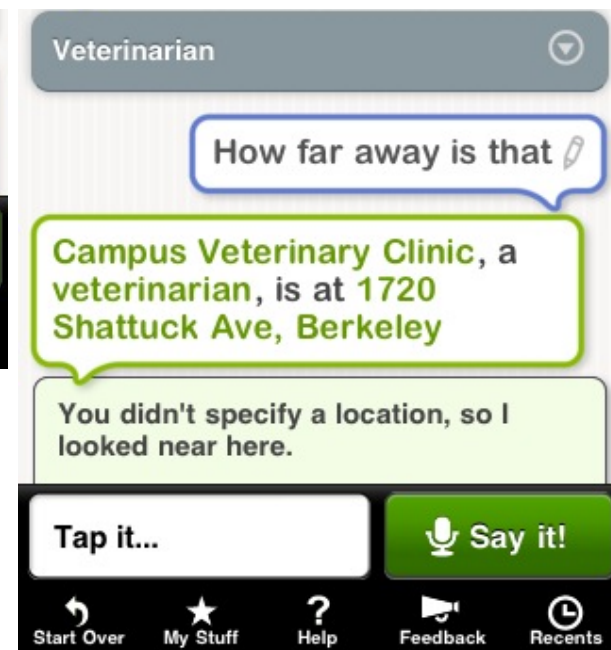 Veterinarian
How far away is that
Campus Veterinary Clinic, a
veterinarian, is at 1720
Shattuck Ave, Berkeley
You didn't specify a location, so I
looked near here.
Tap it...
Say it!
Start Over
My Stuff
Help
Feedback
Recents